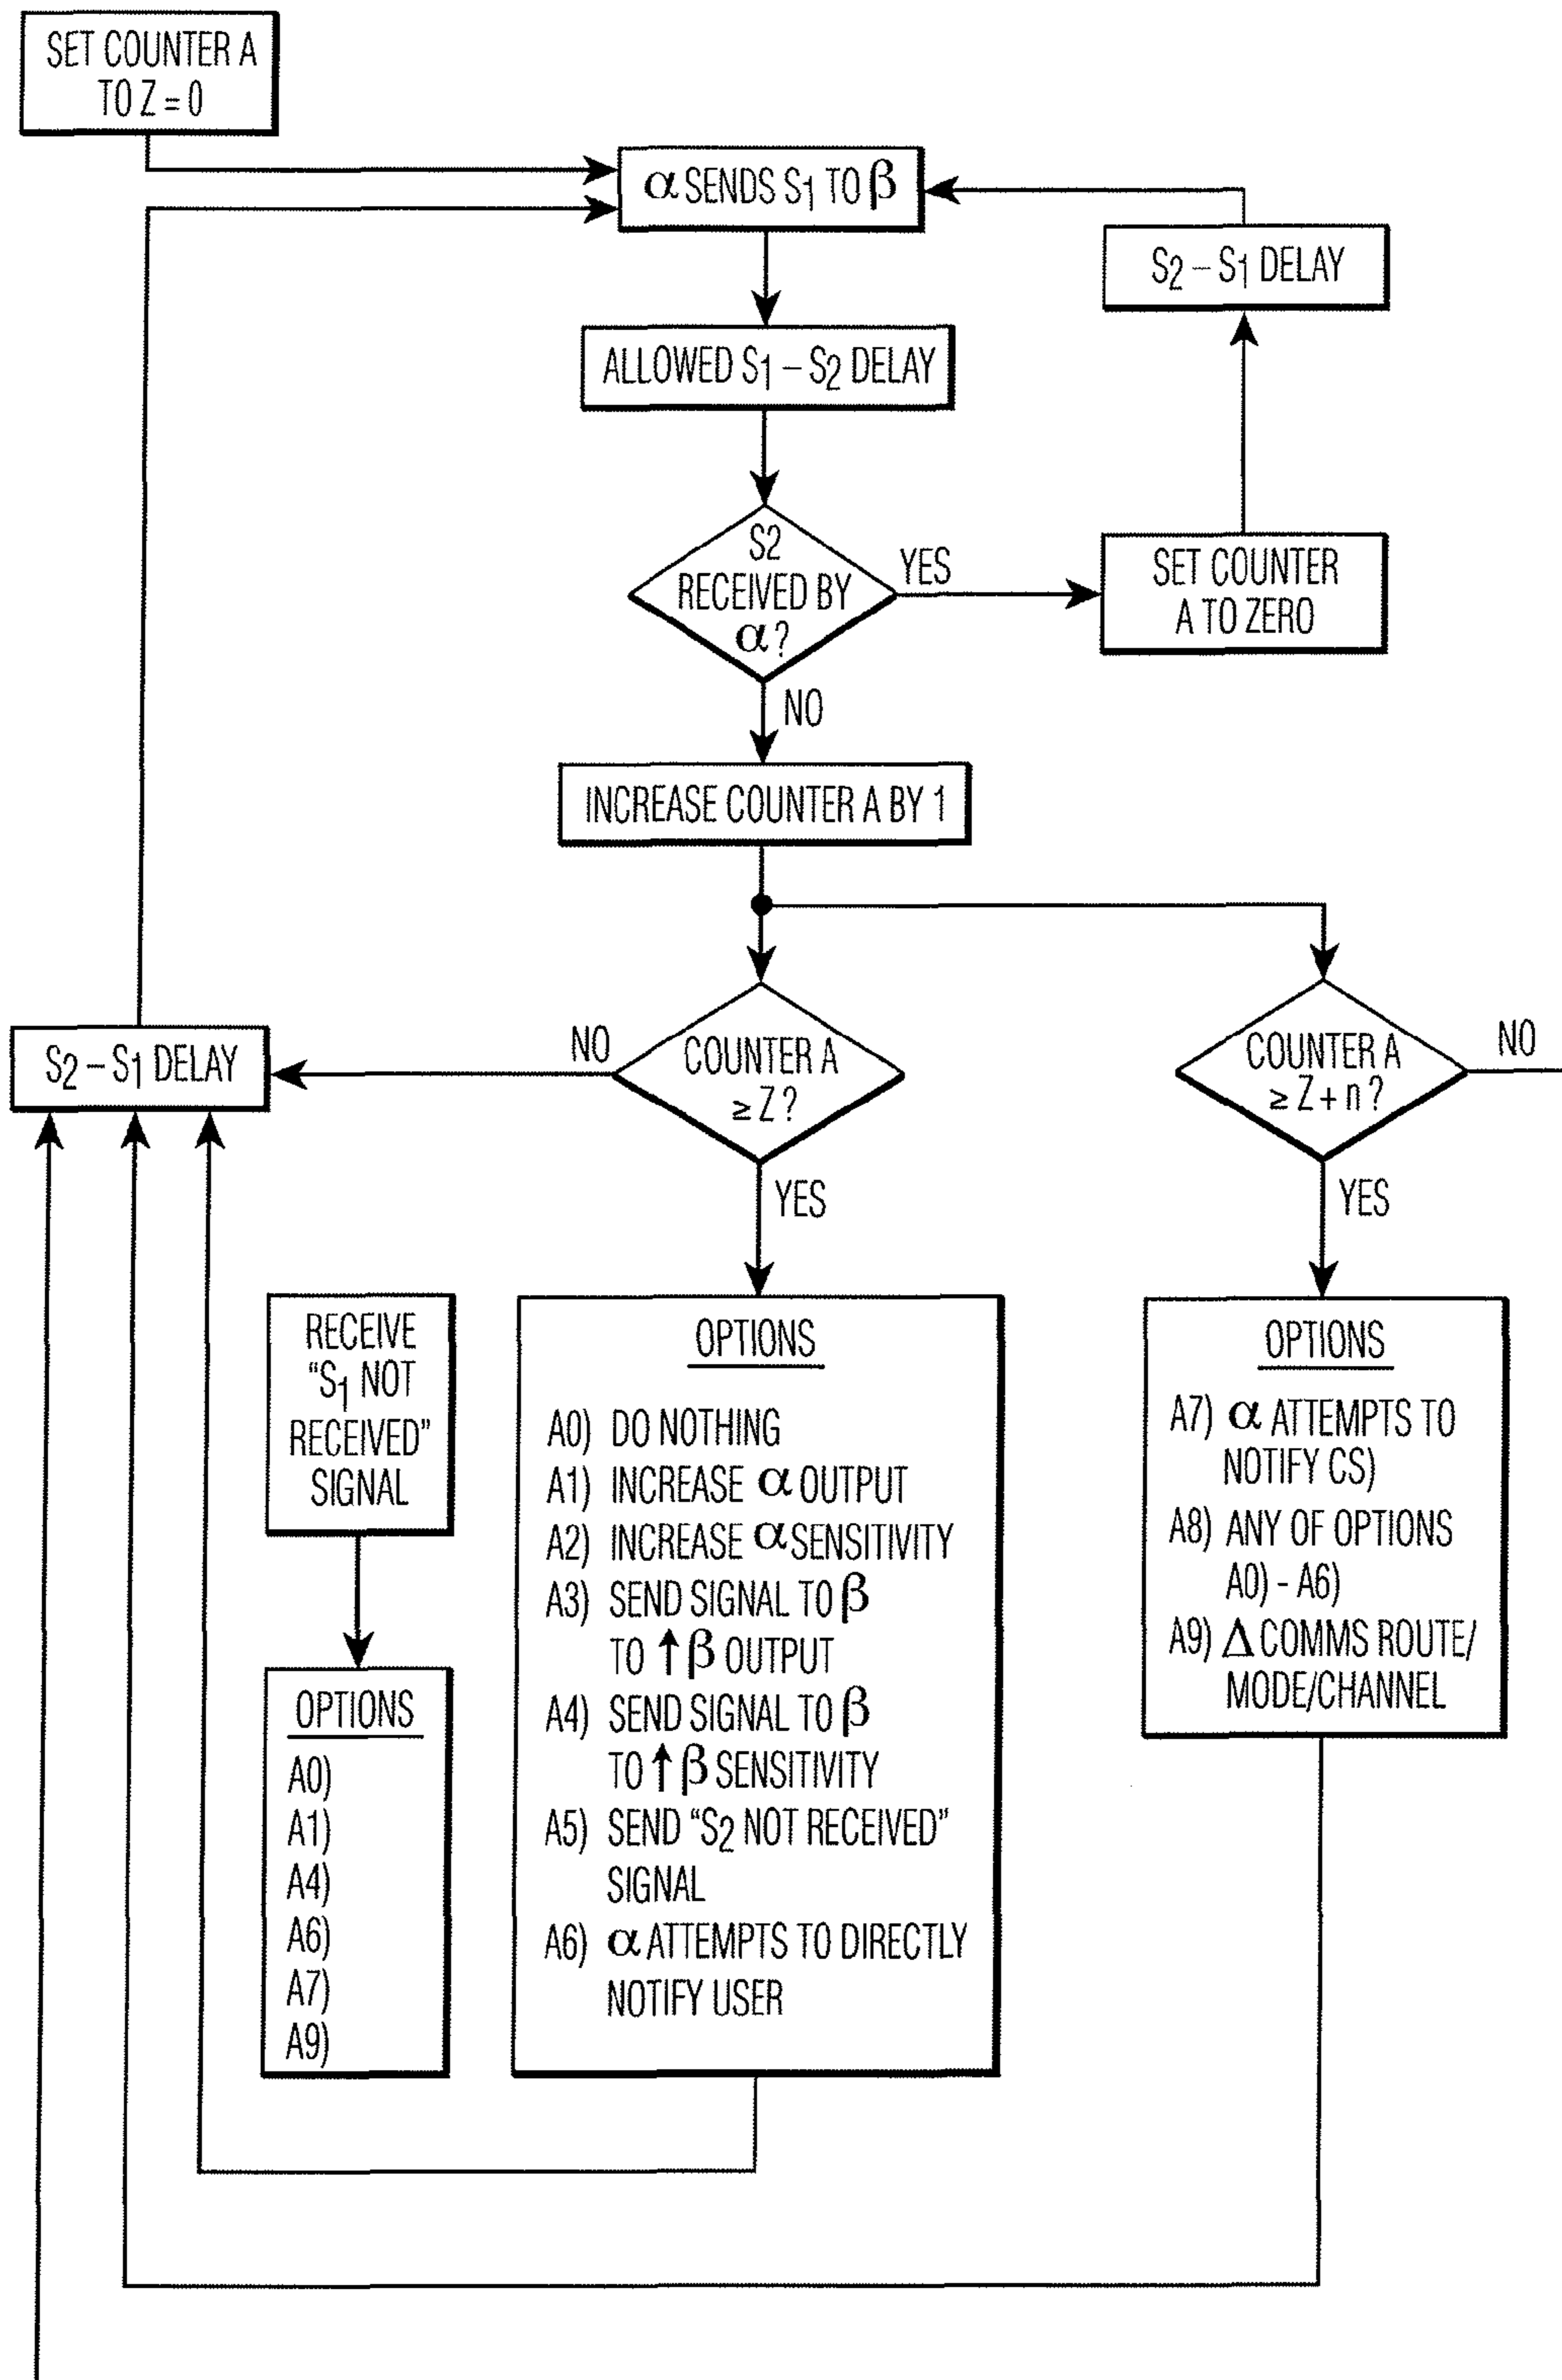 SET COUNTER A
TO Z = 0
α SENDS S1 TO β
S2 – S1 DELAY
ALLOWED S1 – S2 DELAY
S2
RECEIVED BY
α?
YES
SET COUNTER
A TO ZERO
NO
INCREASE COUNTER A BY 1
S2 – S1 DELAY
NO
COUNTER A
≥ Z?
YES
COUNTER A
≥ Z + n?
NO
YES
RECEIVE
“S1 NOT
RECEIVED”
SIGNAL
OPTIONS
A0)
A1)
A4)
A6)
A7)
A9)
OPTIONS
A0) DO NOTHING
A1) INCREASE α OUTPUT
A2) INCREASE α SENSITIVITY
A3) SEND SIGNAL TO β
TO ↑ β OUTPUT
A4) SEND SIGNAL TO β
TO ↑ β SENSITIVITY
A5) SEND “S2 NOT RECEIVED”
SIGNAL
A6) α ATTEMPTS TO DIRECTLY
NOTIFY USER
OPTIONS
A7) α ATTEMPTS TO
NOTIFY CS)
A8) ANY OF OPTIONS
A0) - A6)
A9) Δ COMMS ROUTE/
MODE/CHANNEL